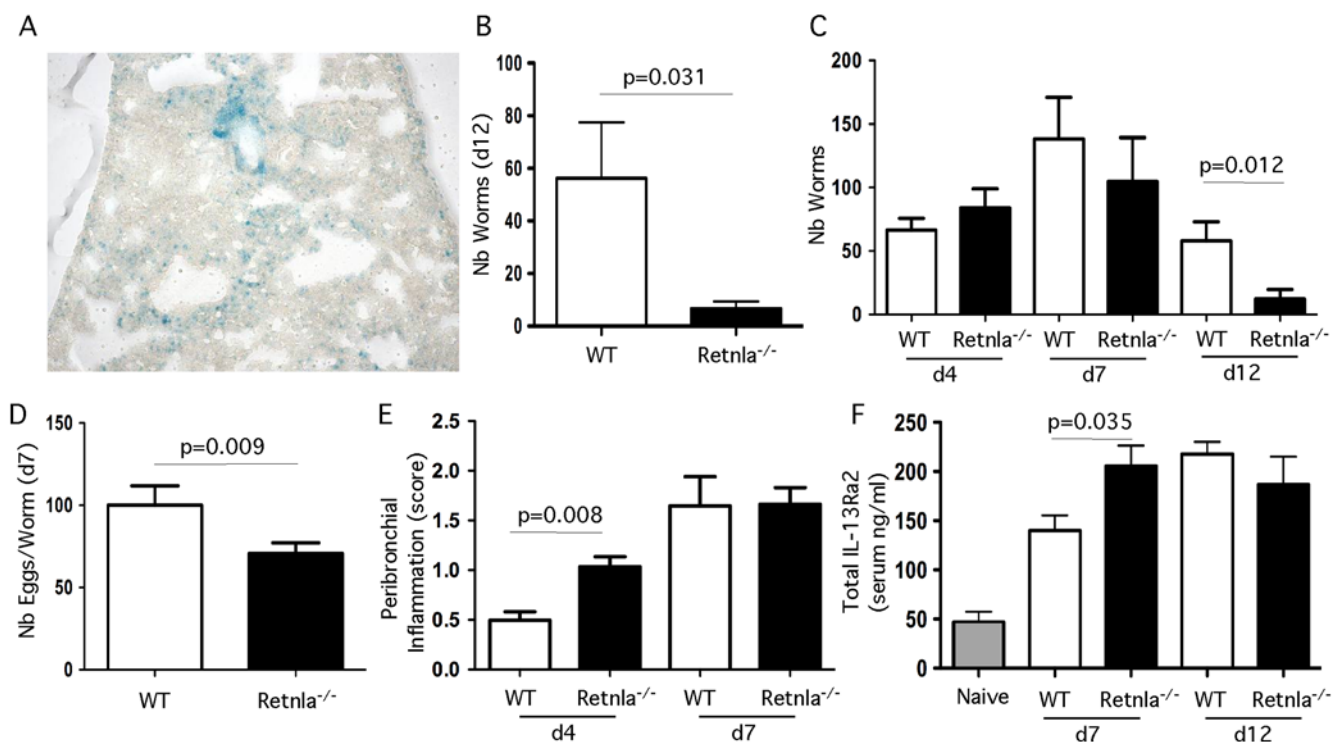 A
B
Nb Worms (d12)
100
80
60
40
20
0
p=0.031
WT
Retnla-/-
C
Nb Worms
200
150
100
50
0
p=0.012
WT Retnla-/- WT Retnla-/- WT Retnla-/-
d4 d7 d12
D
Nb Eggs/Worm (d7)
150
100
50
0
p=0.009
WT
Retnla-/-
E
Peribronchial
Inflammation (score)
2.5
2.0
1.5
1.0
0.5
0.0
p=0.008
WT Retnla-/- WT Retnla-/-
d4 d7
F
Total IL-13Ra2
(serum ng/ml)
250
200
150
100
50
0
p=0.035
Naive WT Retnla-/- WT Retnla-/-
d7 d12